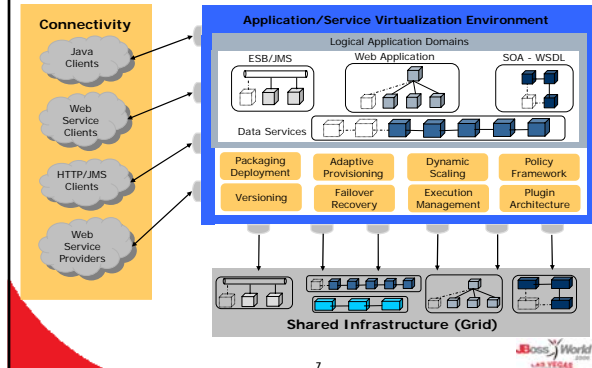 Connectivity
Java
Clients
Web
Service
Clients
HTTP/JMS
Clients
Web
Service
Providers
Application/Service Virtualization Environment
Logical Application Domains
ESB/JMS
Web Application
SOA - WSDL
Data Services
Packaging
Deployment
Adaptive
Provisioning
Dynamic
Scaling
Policy
Framework
Versioning
Failover
Recovery
Execution
Management
Plugin
Architecture
Shared Infrastructure (Grid)
7
JBoss World
2006
LAS VEGAS